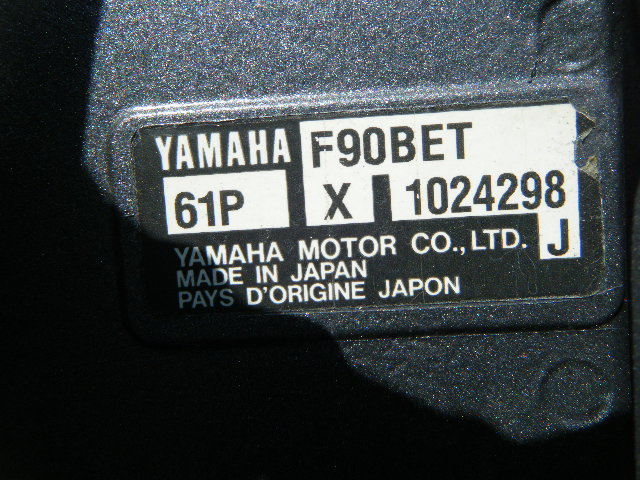 YAMAHA F90BET
61P X 1024298
YAMAHA MOTOR CO., LTD. J
MADE IN JAPAN
PAYS D'ORIGINE JAPON